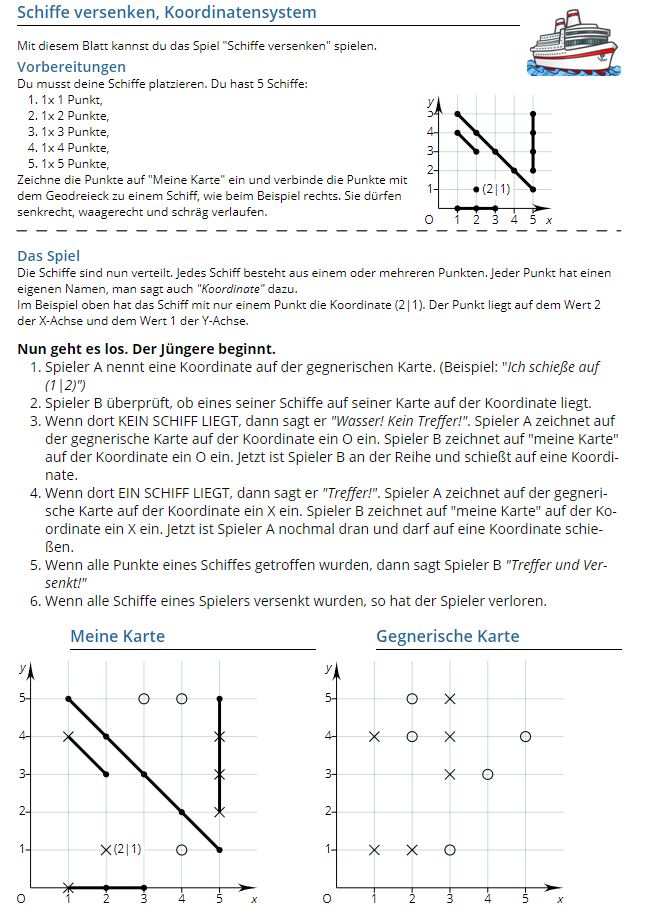 Schiffe versenken, Koordinatensystem
Mit diesem Blatt kannst du das Spiel "Schiffe versenken" spielen.
Vorbereitungen
Du musst deine Schiffe platzieren. Du hast 5 Schiffe:
1. 1x 1 Punkt,
2. 1x 2 Punkte,
3. 1x 3 Punkte,
4. 1x 4 Punkte,
5. 1x 5 Punkte,
Zeichne die Punkte auf "Meine Karte" ein und verbinde die Punkte mit
dem Geodreieck zu einem Schiff, wie beim Beispiel rechts. Sie dürfen
senkrecht, waagerecht und schräg verlaufen.
y
5
4
3
2
1
(2|1)
O 1 2 3 4 5 x
Das Spiel
Die Schiffe sind nun verteilt. Jedes Schiff besteht aus einem oder mehreren Punkten. Jeder Punkt hat einen
eigenen Namen, man sagt auch "Koordinate" dazu.
Im Beispiel oben hat das Schiff mit nur einem Punkt die Koordinate (2|1). Der Punkt liegt auf dem Wert 2
der X-Achse und dem Wert 1 der Y-Achse.
Nun geht es los. Der Jüngere beginnt.
1. Spieler A nennt eine Koordinate auf der gegnerischen Karte. (Beispiel: "Ich schieße auf
(1|2)")
2. Spieler B überprüft, ob eines seiner Schiffe auf seiner Karte auf der Koordinate liegt.
3. Wenn dort KEIN SCHIFF LIEGT, dann sagt er "Wasser! Kein Treffer!". Spieler A zeichnet auf
der gegnerische Karte auf der Koordinate ein O ein. Spieler B zeichnet auf "meine Karte"
auf der Koordinate ein O ein. Jetzt ist Spieler B an der Reihe und schießt auf eine Koordi-
nate.
4. Wenn dort EIN SCHIFF LIEGT, dann sagt er "Treffer!". Spieler A zeichnet auf der gegneri-
sche Karte auf der Koordinate ein X ein. Spieler B zeichnet auf "meine Karte" auf der Ko-
ordinate ein X ein. Jetzt ist Spieler A nochmal dran und darf auf eine Koordinate schie-
ßen.
5. Wenn alle Punkte eines Schiffes getroffen wurden, dann sagt Spieler B "Treffer und Ver-
senkt!"
6. Wenn alle Schiffe eines Spielers versenkt wurden, so hat der Spieler verloren.
Meine Karte
y
5
4
3
2
1
(2|1)
O 1 2 3 4 5 x
Gegnerische Karte
y
5
4
3
2
1
O 1 2 3 4 5 x